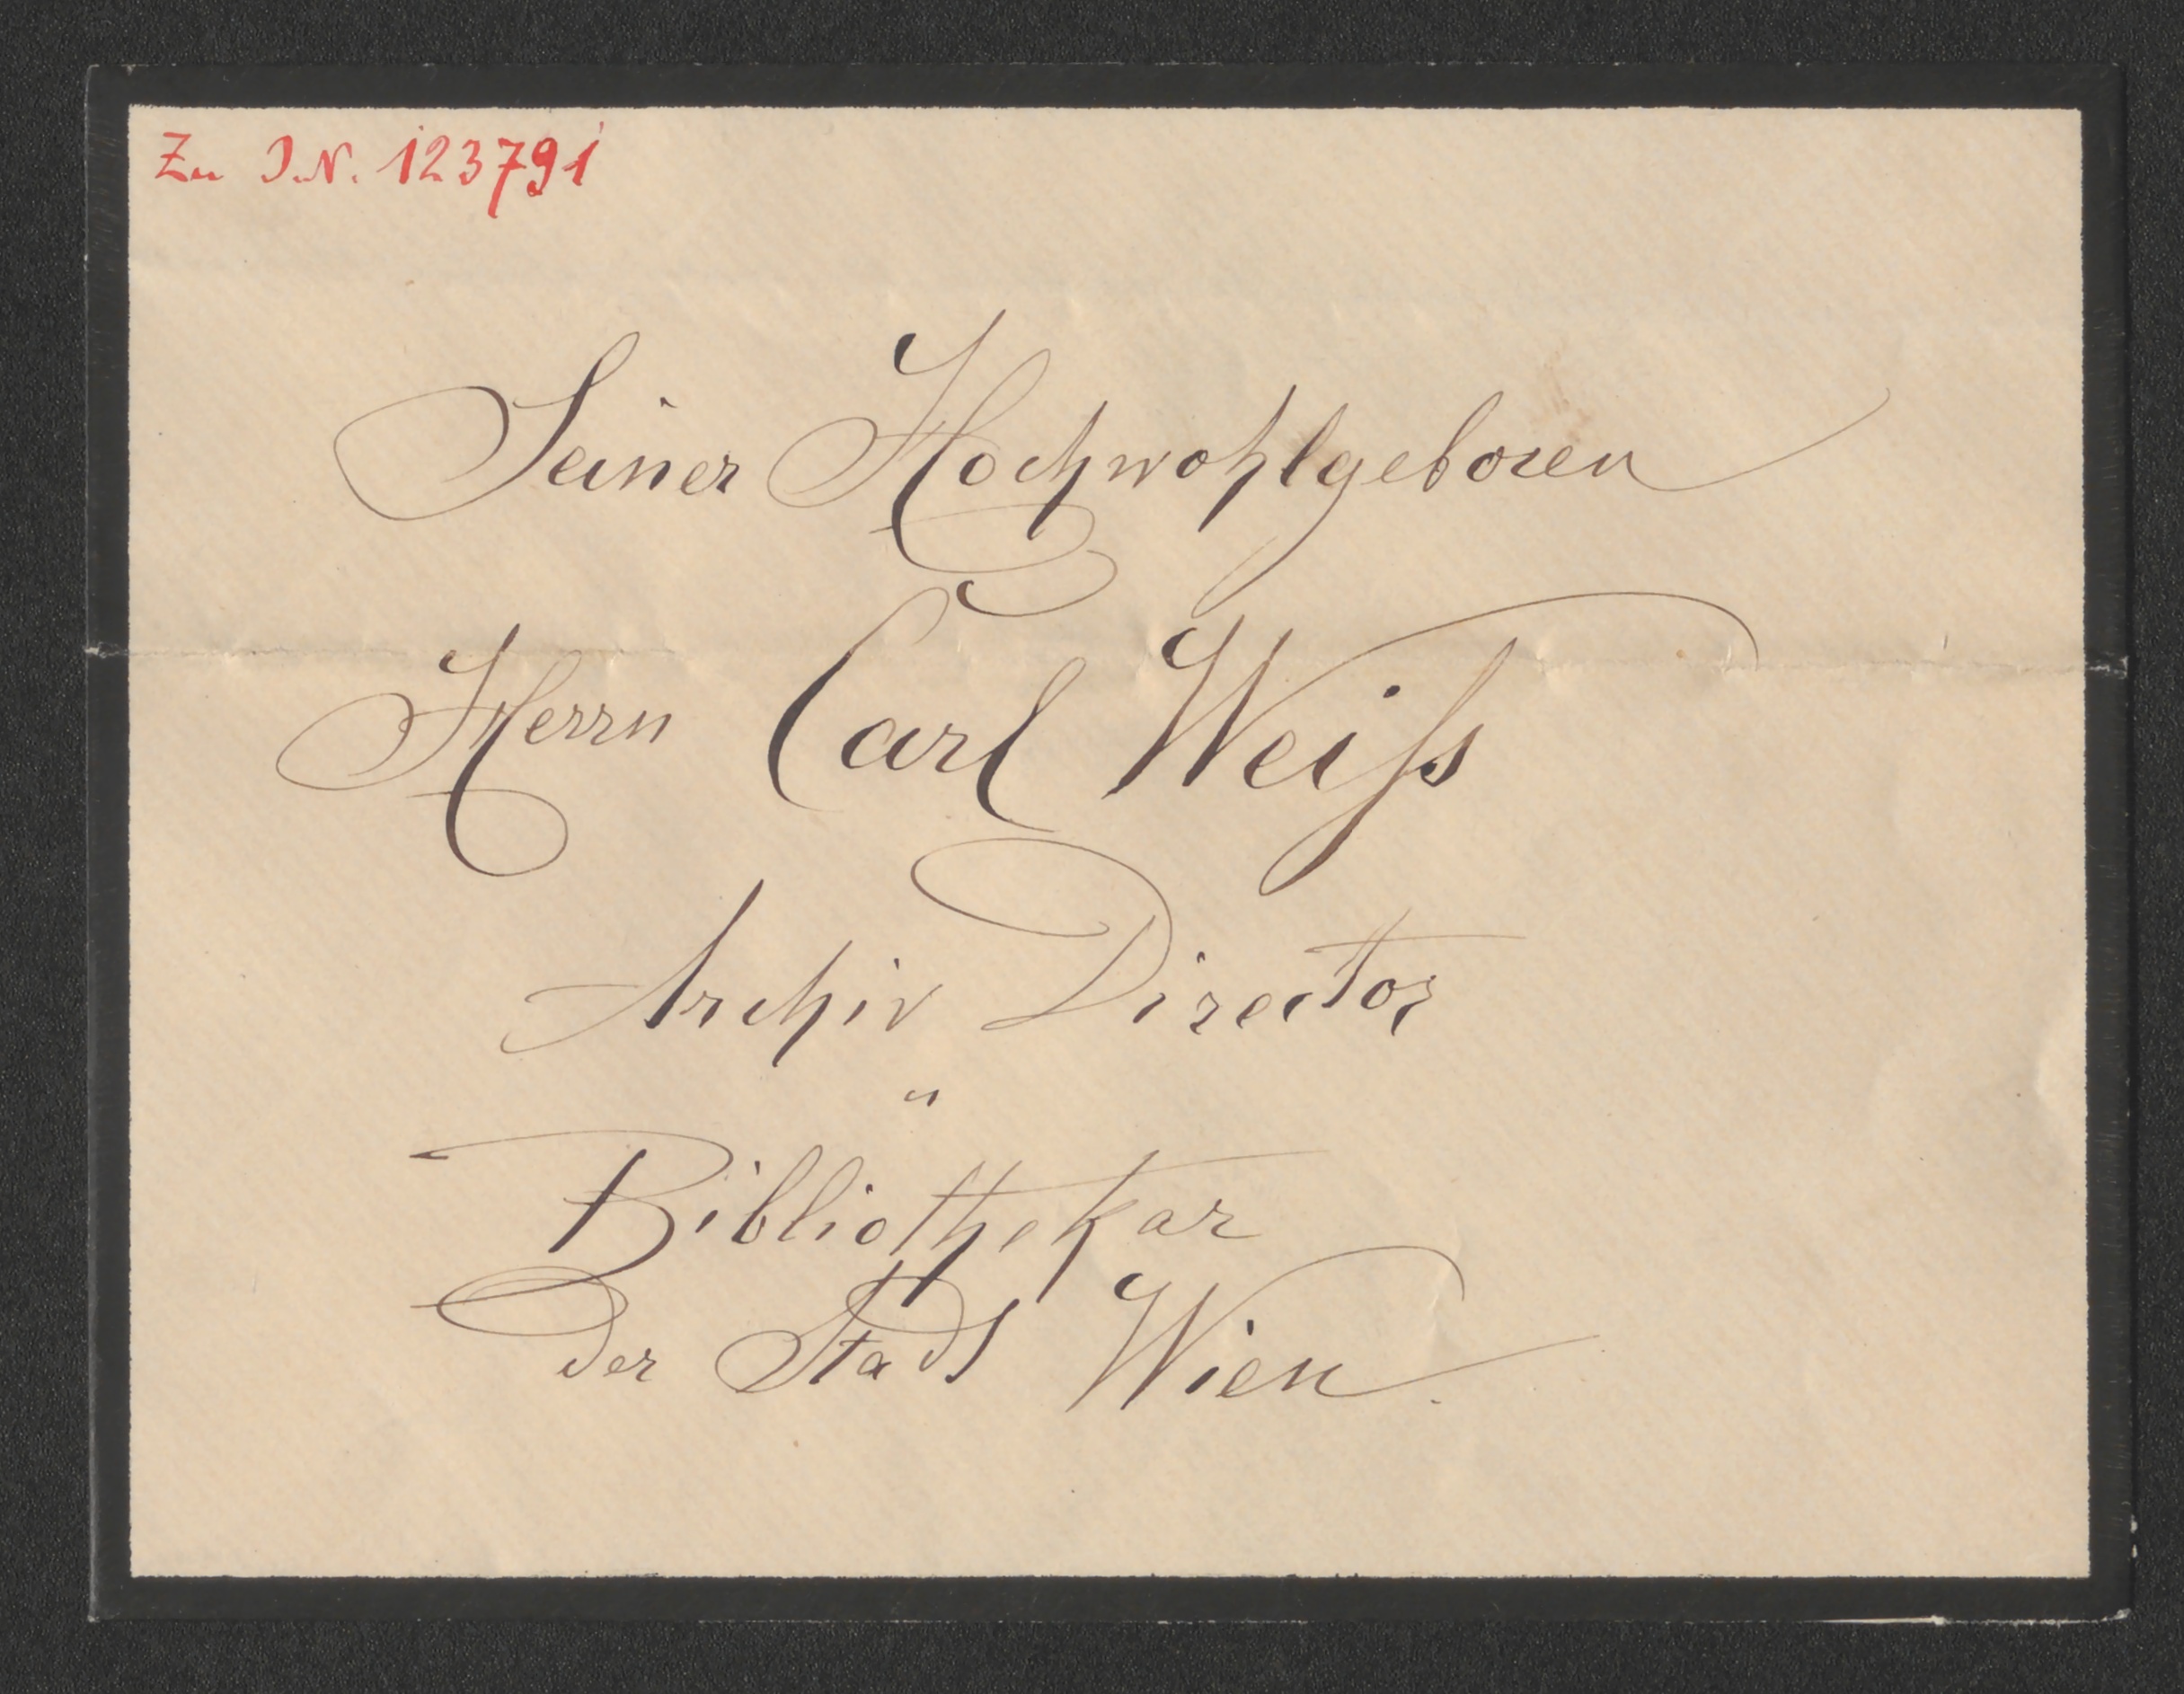 Zu I.N. 123791
Seiner Hochwohlgeboren
Herrn Carl Weiſs
Archiv Director
u
Bibliothekar
der Stadt Wien.